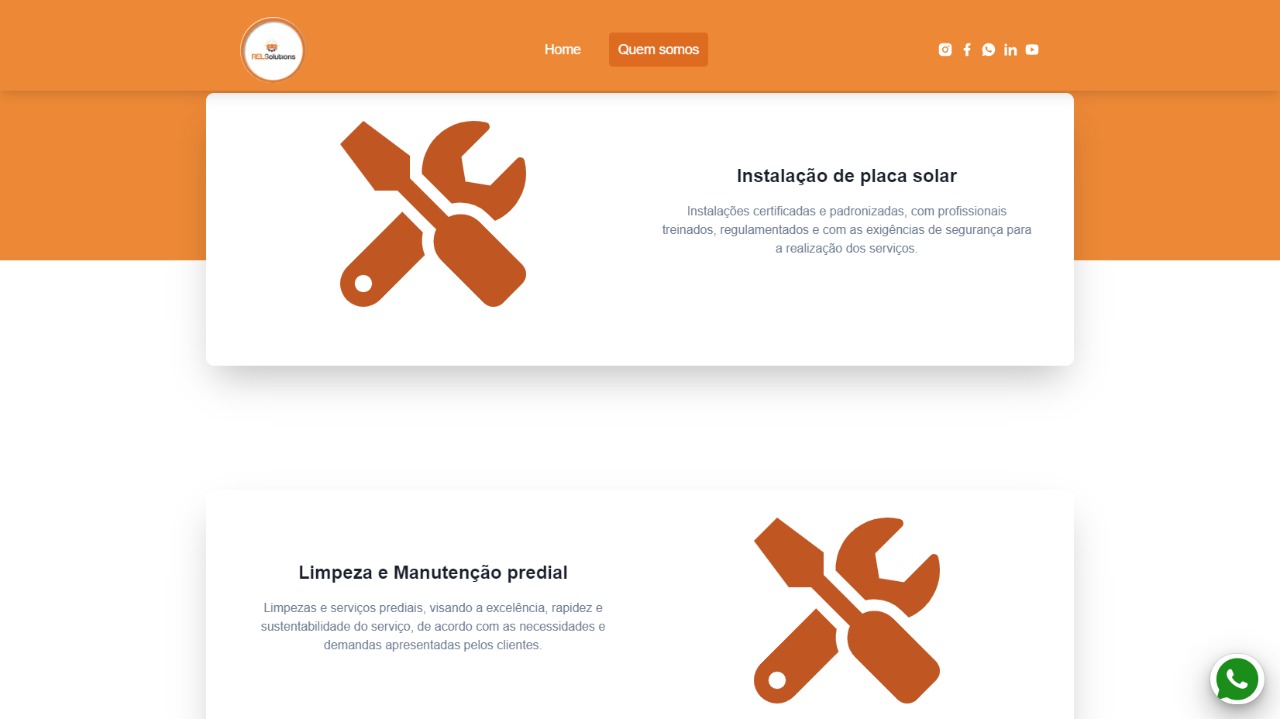 RELSolutions
Home
Quem somos
Instalação de placa solar
Instalações certificadas e padronizadas, com profissionais
treinados, regulamentados e com as exigências de segurança para
a realização dos serviços.
Limpeza e Manutenção predial
Limpezas e serviços prediais, visando a excelência, rapidez e
sustentabilidade do serviço, de acordo com as necessidades e
demandas apresentadas pelos clientes.